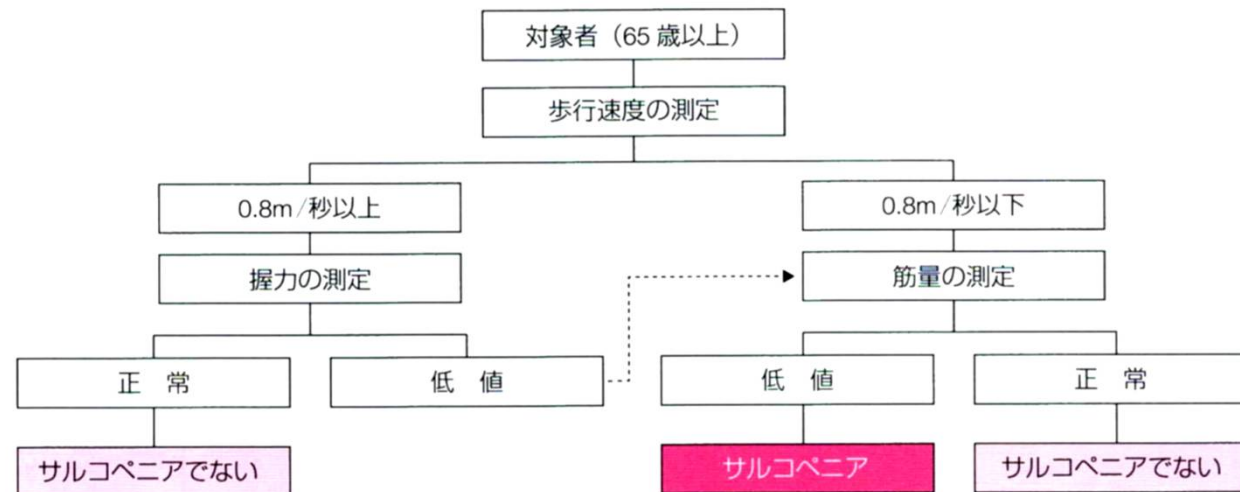 対象者（65歳以上）
歩行速度の測定
0.8m/秒以上
0.8m/秒以下
握力の測定
筋量の測定
正　常
低　値
低　値
正　常
サルコペニアでない
サルコペニア
サルコペニアでない